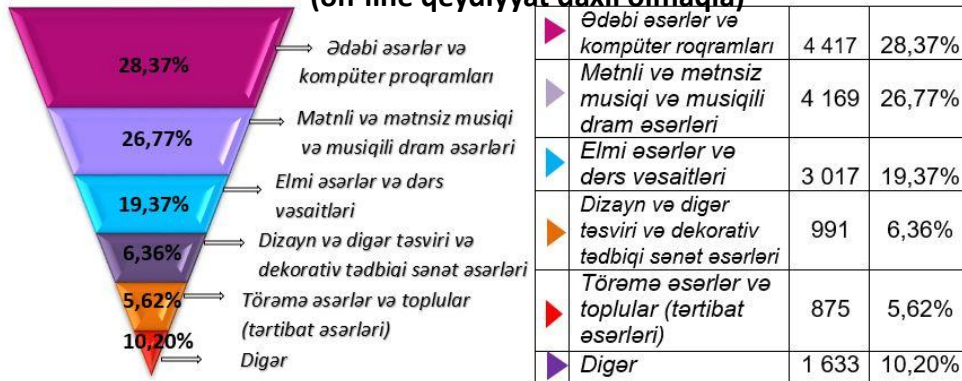 (on-line qeydiyyat daxil olmaqla)
28,37%
Ədəbi əsərlər və
kompüter proqramları
26,77%
Mətnli və mətnsiz musiqi
və musiqili dram əsərləri
19,37%
Elmi əsərlər və dərs
vəsaitləri
6,36%
Dizayn və digər təsviri və
dekorativ tədbiqi sənət əsərləri
5,62%
Törəmə əsərlər və toplular
(tərtibat əsərləri)
10,20%
Digər
Ədəbi əsərlər və
kompüter roqramları 4 417 28,37%
Mətnli və mətnsiz
musiqi və musiqili 4 169 26,77%
dram əsərləri
Elmi əsərlər və
dərs vəsaitləri 3 017 19,37%
Dizayn və digər
təsviri və dekorativ 991 6,36%
tədbiqi sənət əsərləri
Törəmə əsərlər və
toplular (tərtibat 875 5,62%
əsərləri)
Digər 1 633 10,20%